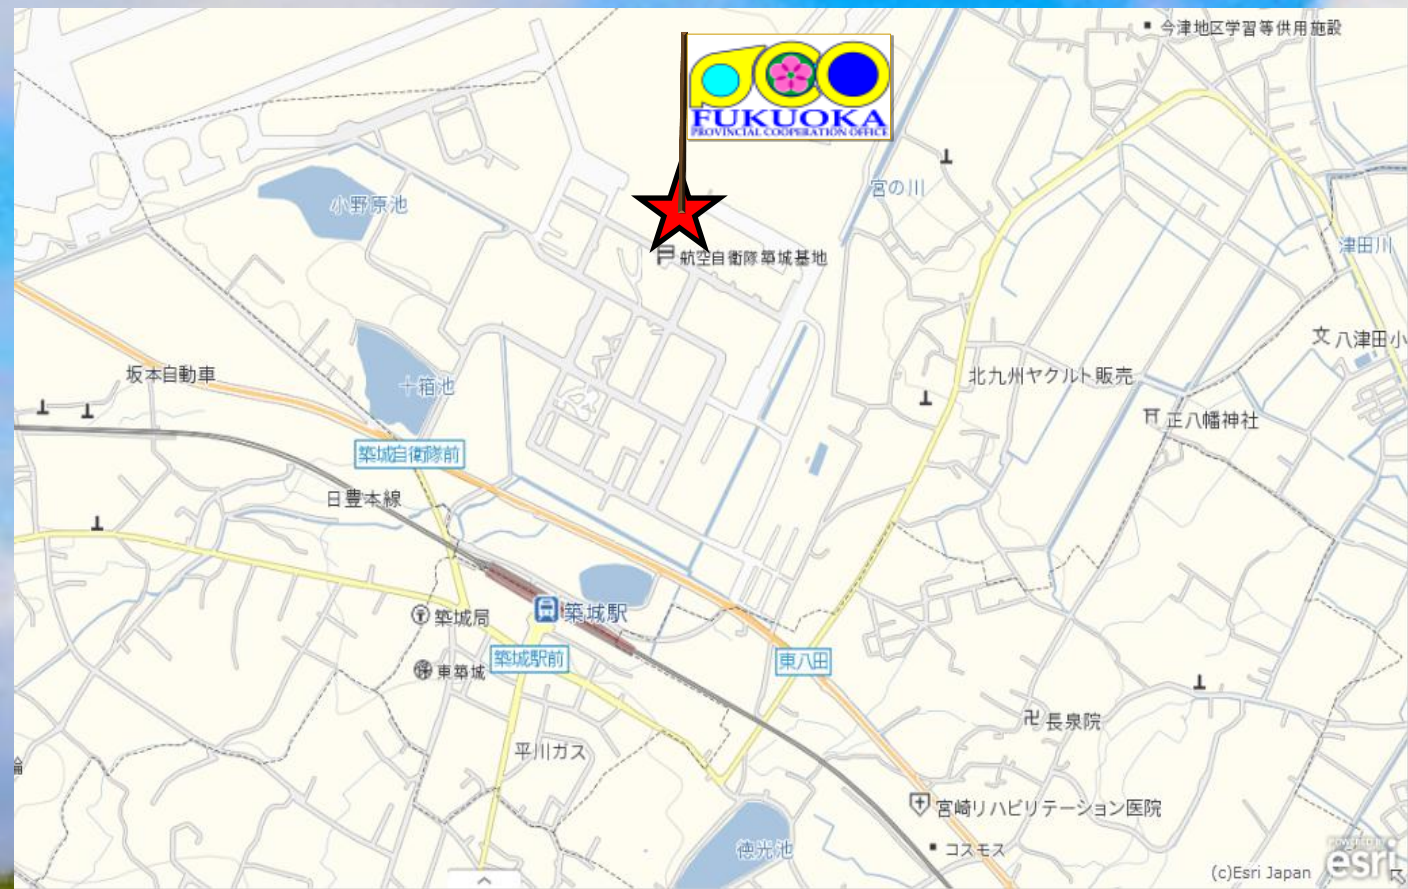 今津地区学習等供用施設
FUKUOKA
PROVINCIAL COOPERATION OFFICE
宮の川
小野原池
津田川
航空自衛隊築城基地
八津田小
坂本自動車
北九州ヤクルト販売
十箱池
正八幡神社
築城自衛隊前
日豊本線
築城駅
築城局
築城駅前
東八田
東築城
長泉院
平川ガス
宮崎リハビリテーション医院
徳光池
コスモス
(c)Esri Japan
POWERED BY
esri